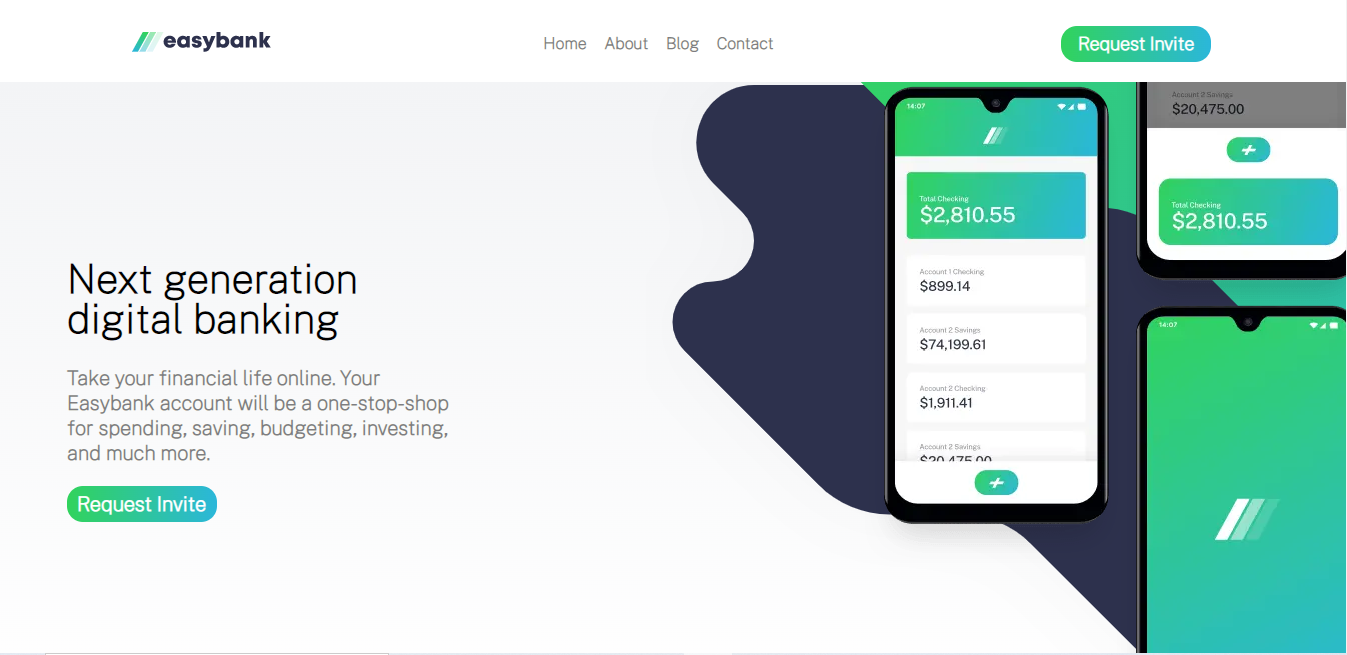 easybank
Home About Blog Contact
Request Invite
Next generation
digital banking
Take your financial life online. Your
Easybank account will be a one-stop-shop
for spending, saving, budgeting, investing,
and much more.
Request Invite
14:07
Total Checking
$2,810.55
Account 1 Checking
$899.14
Account 2 Savings
$74,199.61
Account 2 Checking
$1,911.41
Account 2 Savings
$20,475.00
Account 2 Savings
$20,475.00
Total Checking
$2,810.55
14:07